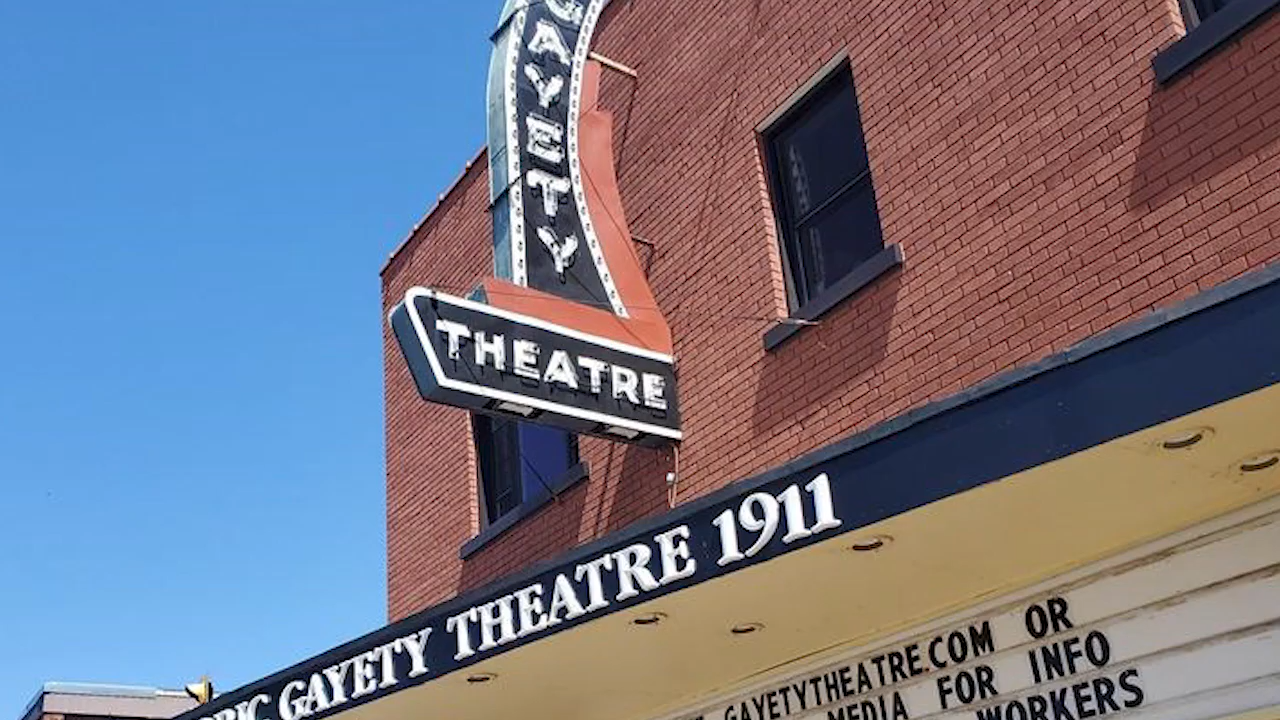 GAYETY
THEATRE
GAYETY THEATRE 1911
GAYETYTHEATRE.COM OR
MEDIA FOR INFO
WORKERS